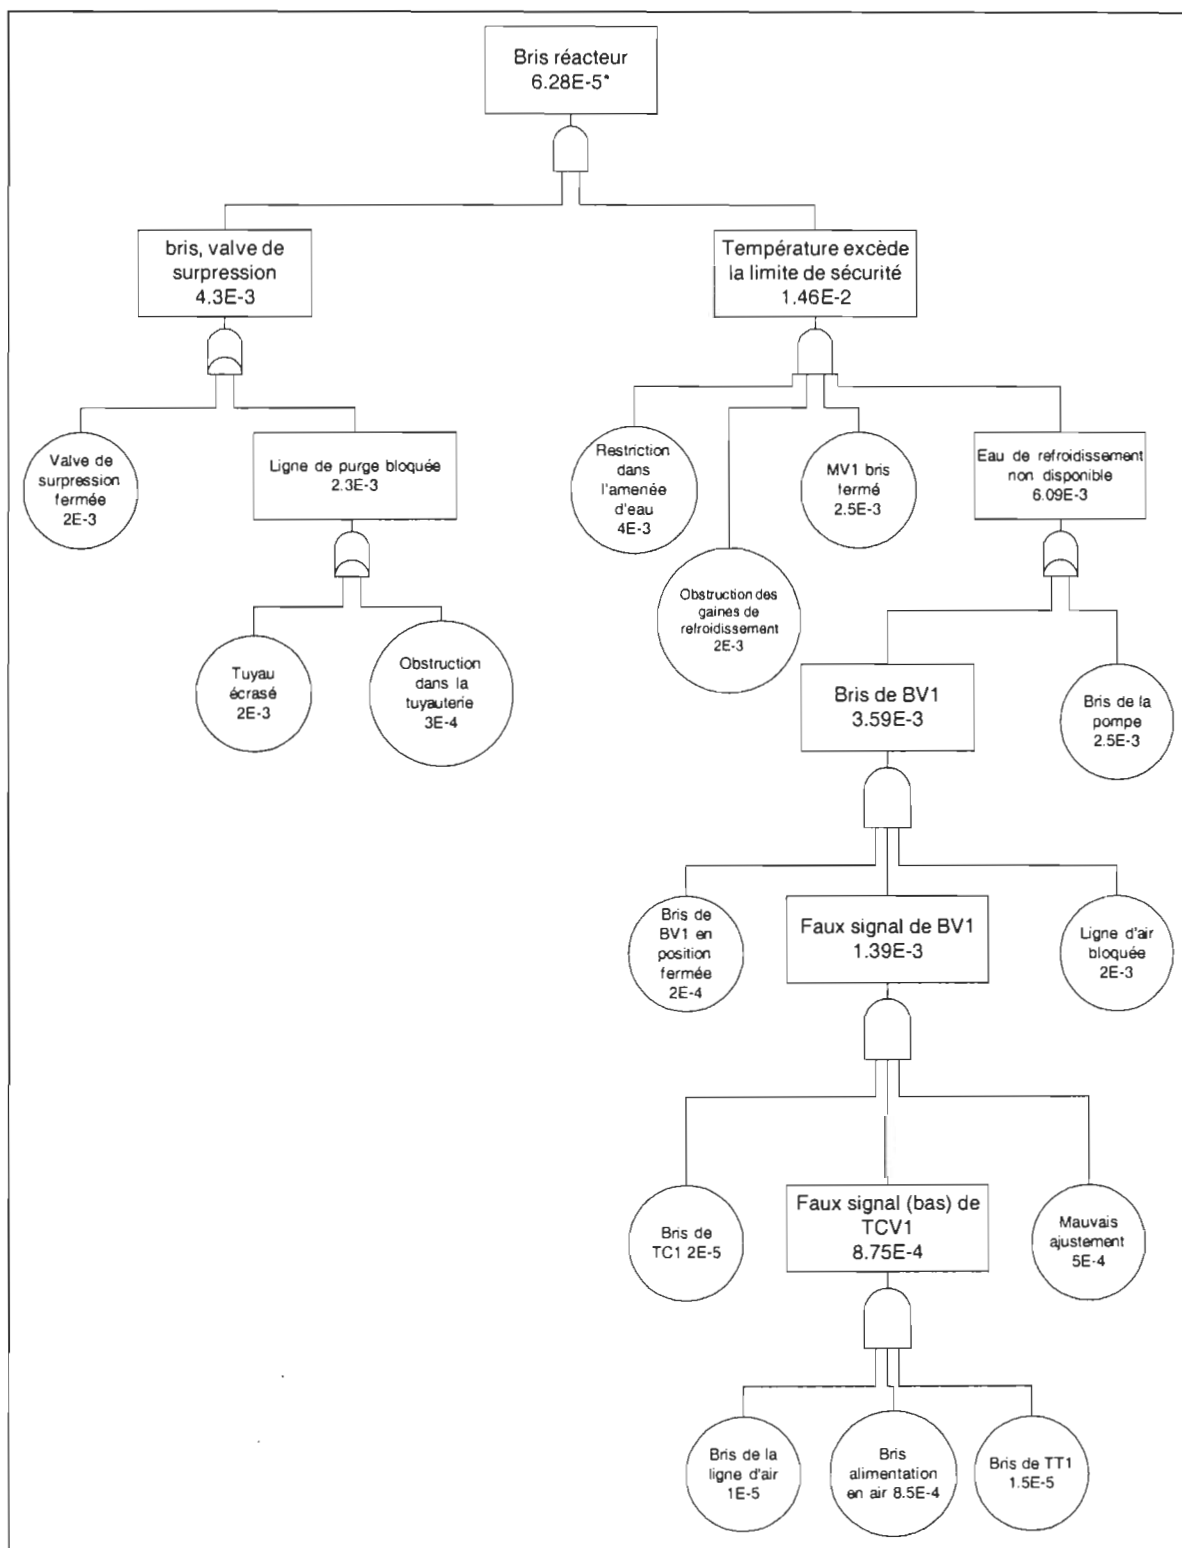 Bris réacteur
6.28E-5*
bris, valve de
surpression
4.3E-3
Température excède
la limite de sécurité
1.46E-2
Valve de
surpression
fermée
2E-3
Ligne de purge bloquée
2.3E-3
Restriction
dans
l'amenée
d'eau
4E-3
MV1 bris
fermé
2.5E-3
Eau de refroidissement
non disponible
6.09E-3
Obstruction des
gaines de
refroidissement
2E-3
Tuyau
écrasé
2E-3
Obstruction
dans la
tuyauterie
3E-4
Bris de BV1
3.59E-3
Bris de la
pompe
2.5E-3
Bris de
BV1 en
position
fermée
2E-4
Faux signal de BV1
1.39E-3
Ligne d'air
bloquée
2E-3
Bris de
TC1 2E-5
Faux signal (bas) de
TCV1
8.75E-4
Mauvais
ajustement
5E-4
Bris de la
ligne d'air
1E-5
Bris
alimentation
en air 8.5E-4
Bris de TT1
1.5E-5